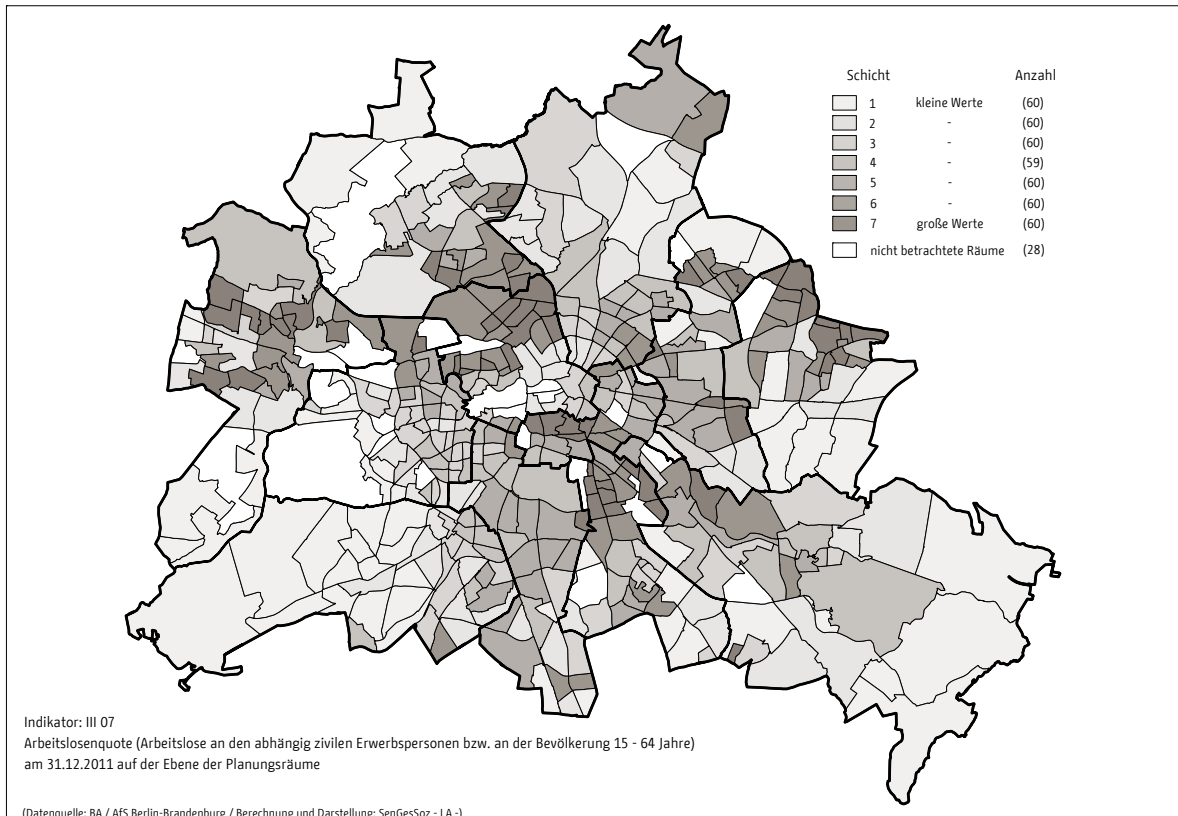 Schicht Anzahl
1 kleine Werte (60)
2 - (60)
3 - (60)
4 - (59)
5 - (60)
6 - (60)
7 große Werte (60)
nicht betrachtete Räume (28)
Indikator: III 07
Arbeitslosenquote (Arbeitslose an den abhängig zivilen Erwerbspersonen bzw. an der Bevölkerung 15 - 64 Jahre)
am 31.12.2011 auf der Ebene der Planungsräume
(Datenquelle: BA / AfS Berlin-Brandenburg / Berechnung und Darstellung: SenGesSoz - I A -)